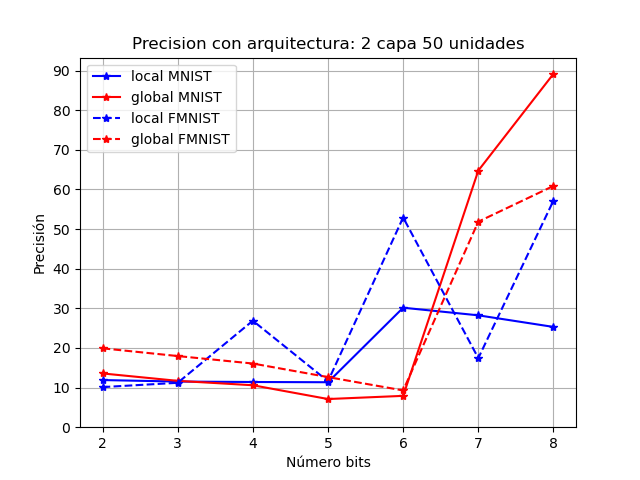 Precision con arquitectura: 2 capa 50 unidades
local MNIST
global MNIST
local FMNIST
global FMNIST
90
80
70
60
50
40
30
20
10
0
Precisión
2 3 4 5 6 7 8
Número bits